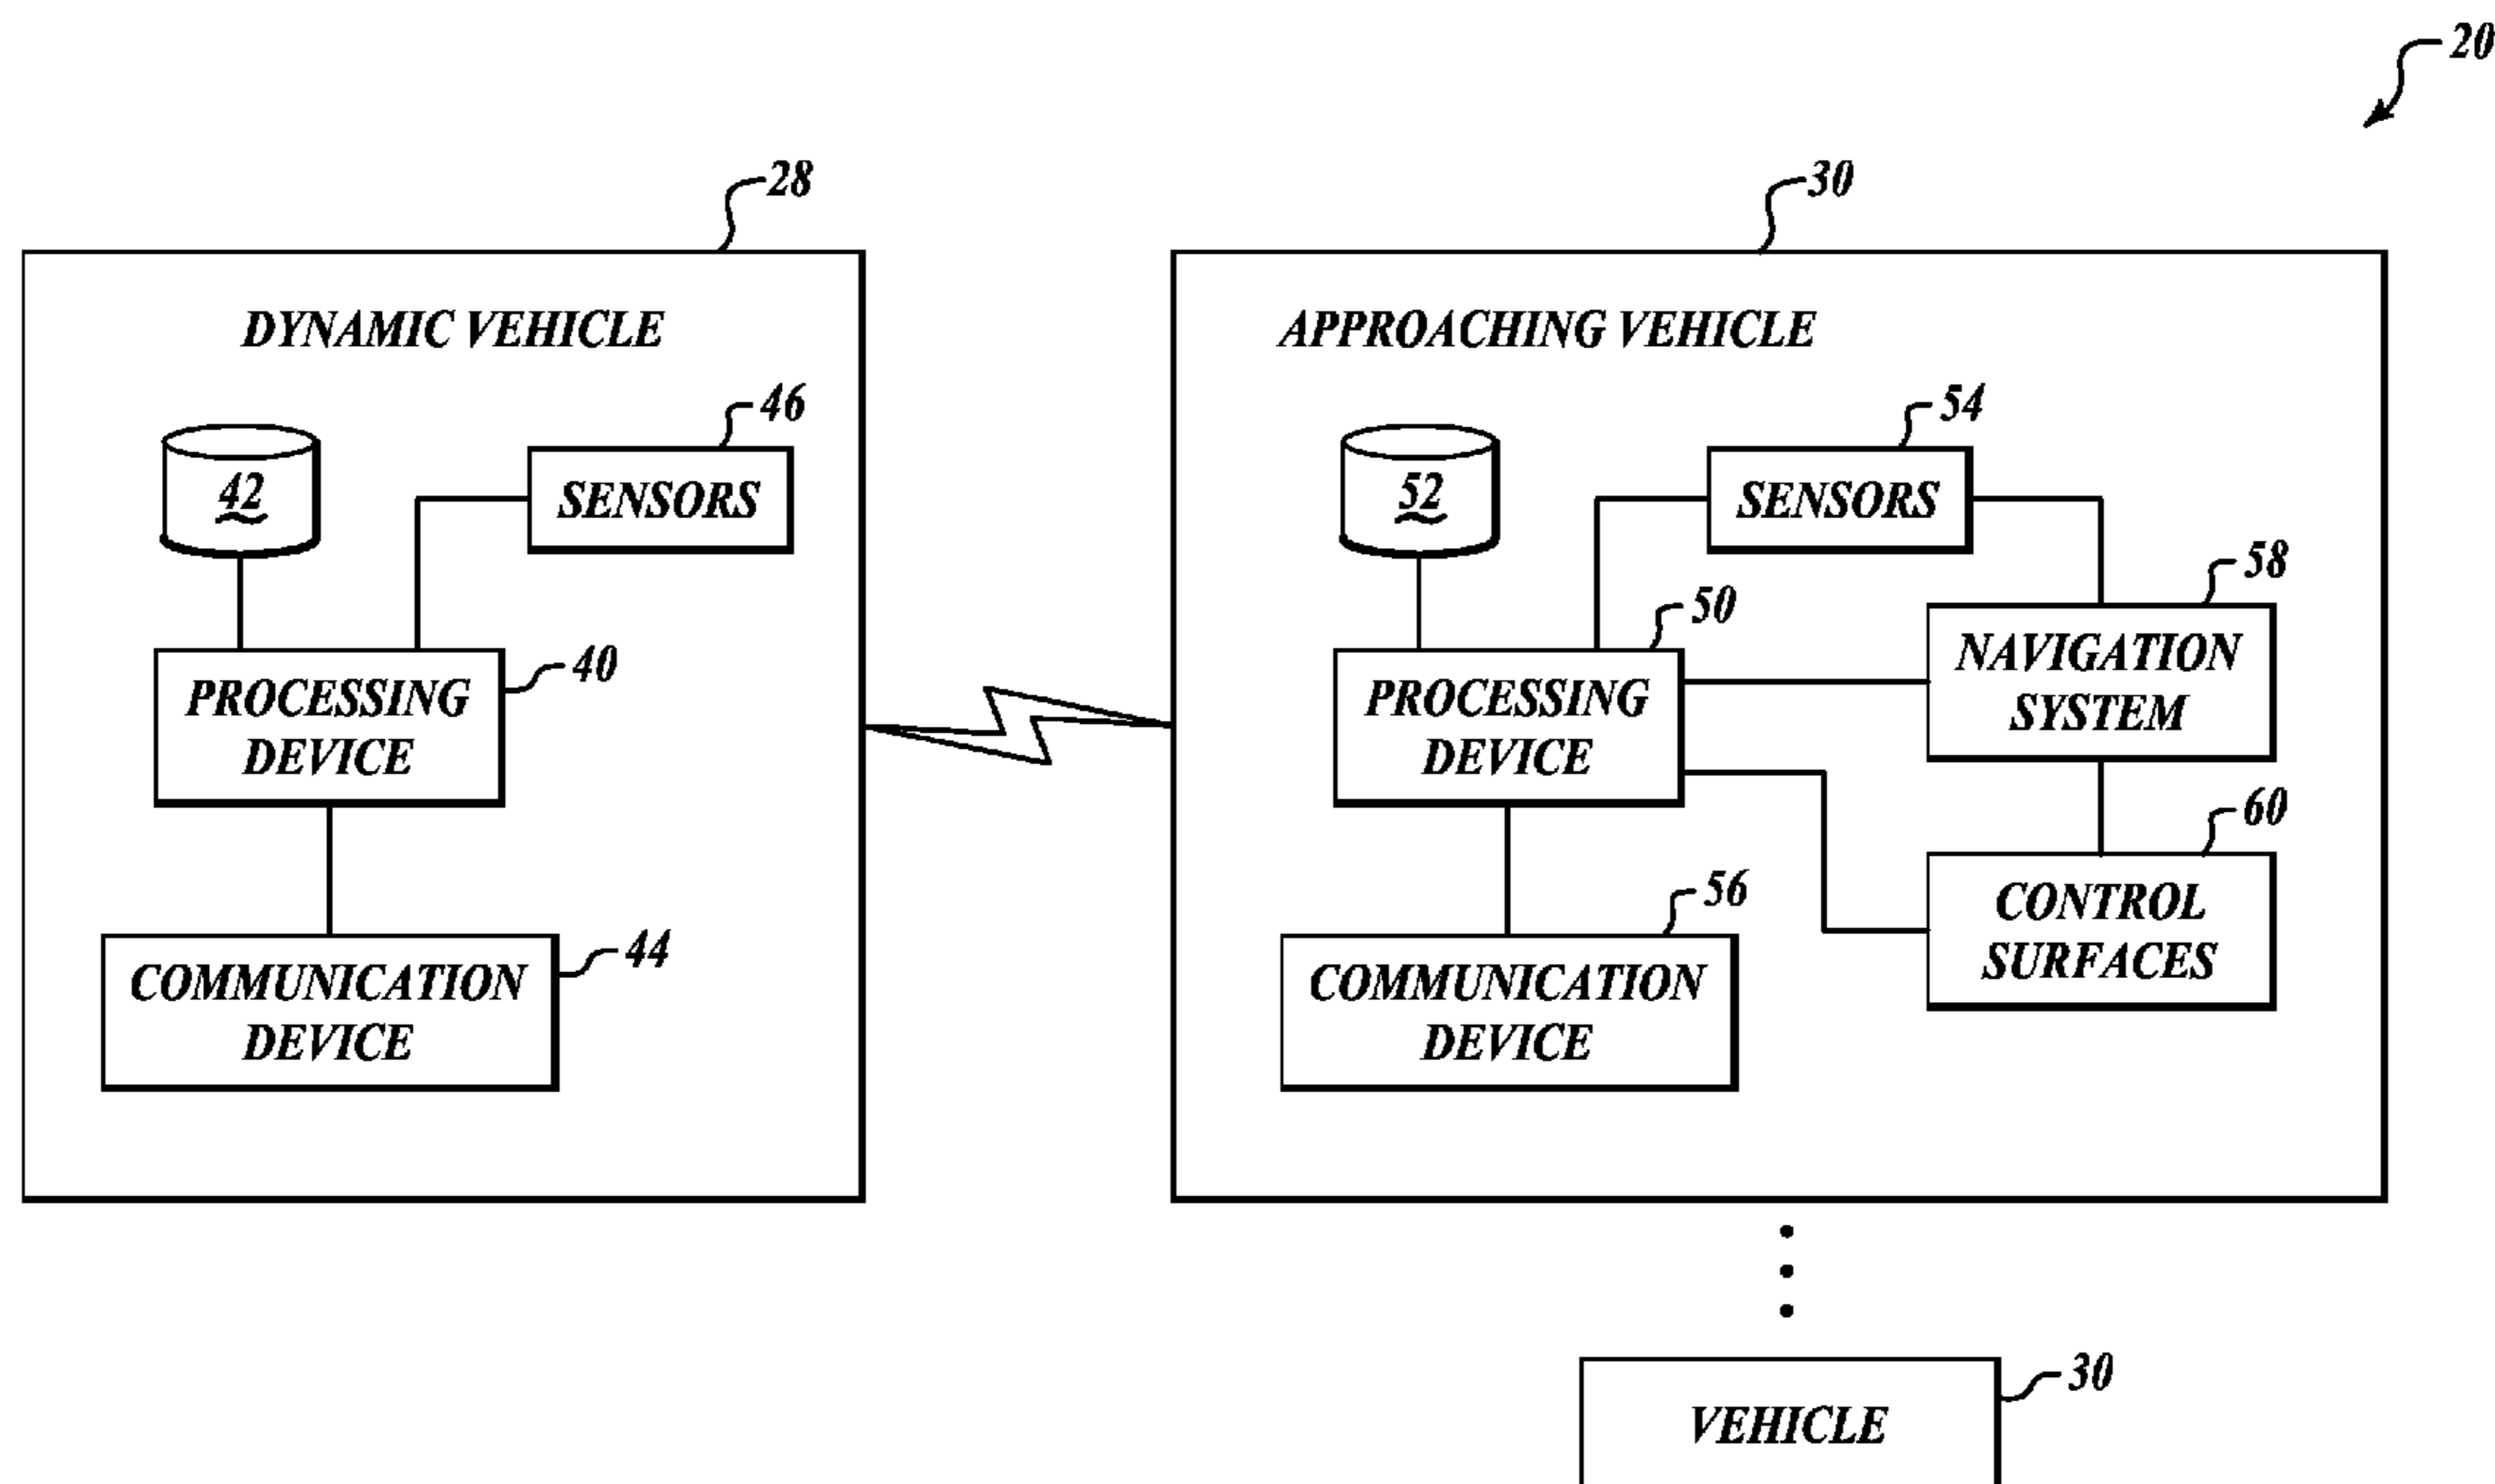 20
28
30
DYNAMIC VEHICLE
46
42
SENSORS
40
PROCESSING
DEVICE
44
COMMUNICATION
DEVICE
APPROACHING VEHICLE
54
52
SENSORS
58
50
NAVIGATION
SYSTEM
PROCESSING
DEVICE
60
56
CONTROL
SURFACES
COMMUNICATION
DEVICE
30
VEHICLE